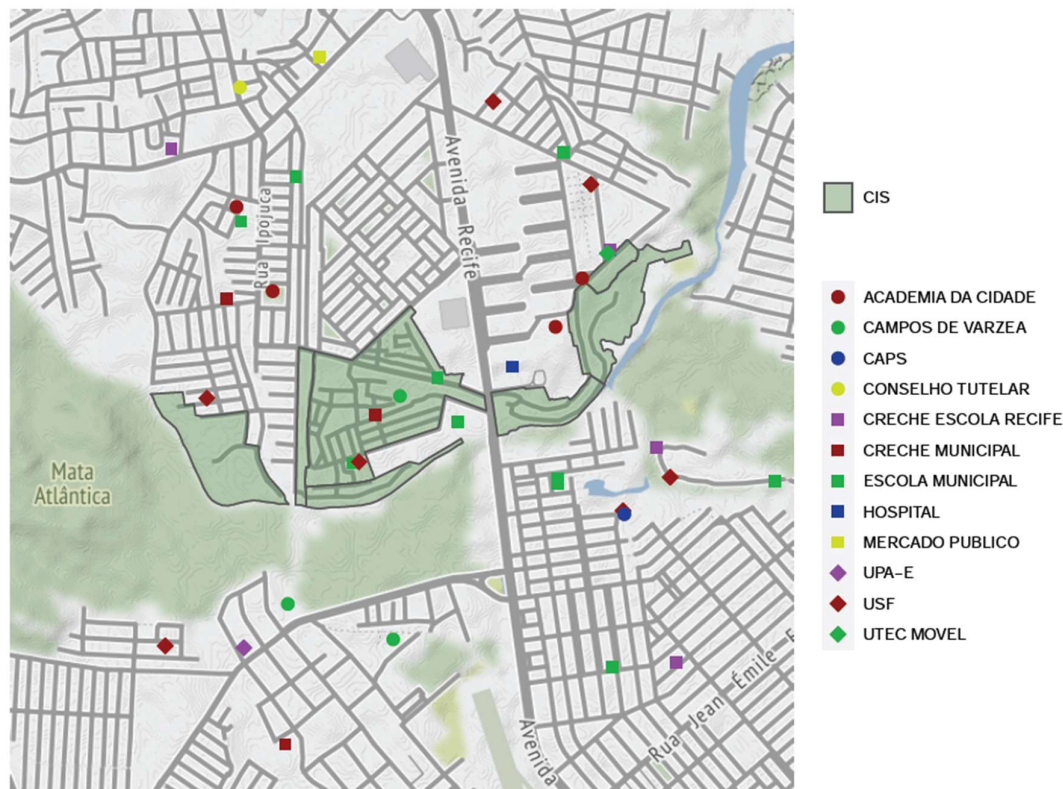 Avenida Recife
Rua Ipojuca
Mata
Atlântica
Avenida
Rua Jean Émile F
CIS
ACADEMIA DA CIDADE
CAMPOS DE VARZEA
CAPS
CONSELHO TUTELAR
CRECHE ESCOLA RECIFE
CRECHE MUNICIPAL
ESCOLA MUNICIPAL
HOSPITAL
MERCADO PUBLICO
UPA-E
USF
UTEC MOVEL